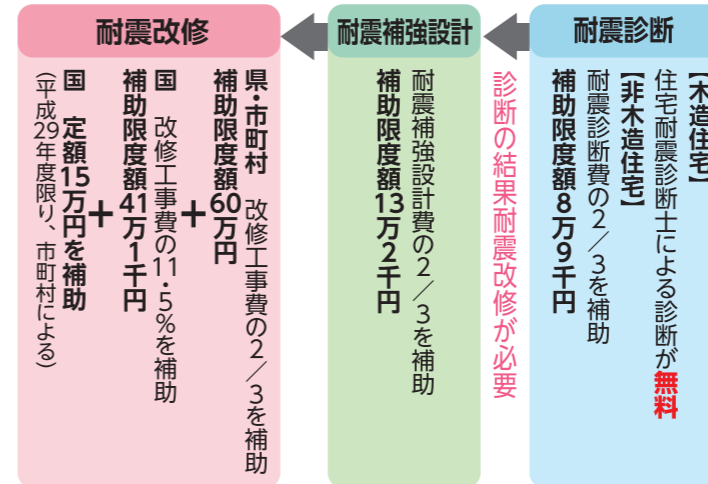 耐震診断
【木造住宅】
住宅耐震診断士による診断が無料
【非木造住宅】
耐震診断費の2／3を補助
補助限度額8万9千円
診断の結果耐震改修が必要
耐震補強設計
耐震補強設計費の2／3を補助
補助限度額13万2千円
耐震改修
県・市町村　改修工事費の2／3を補助
補助限度額60万円
＋
国　改修工事費の11・5％を補助
補助限度額41万1千円
＋
国　定額15万円を補助
（平成29年度限り、市町村による）